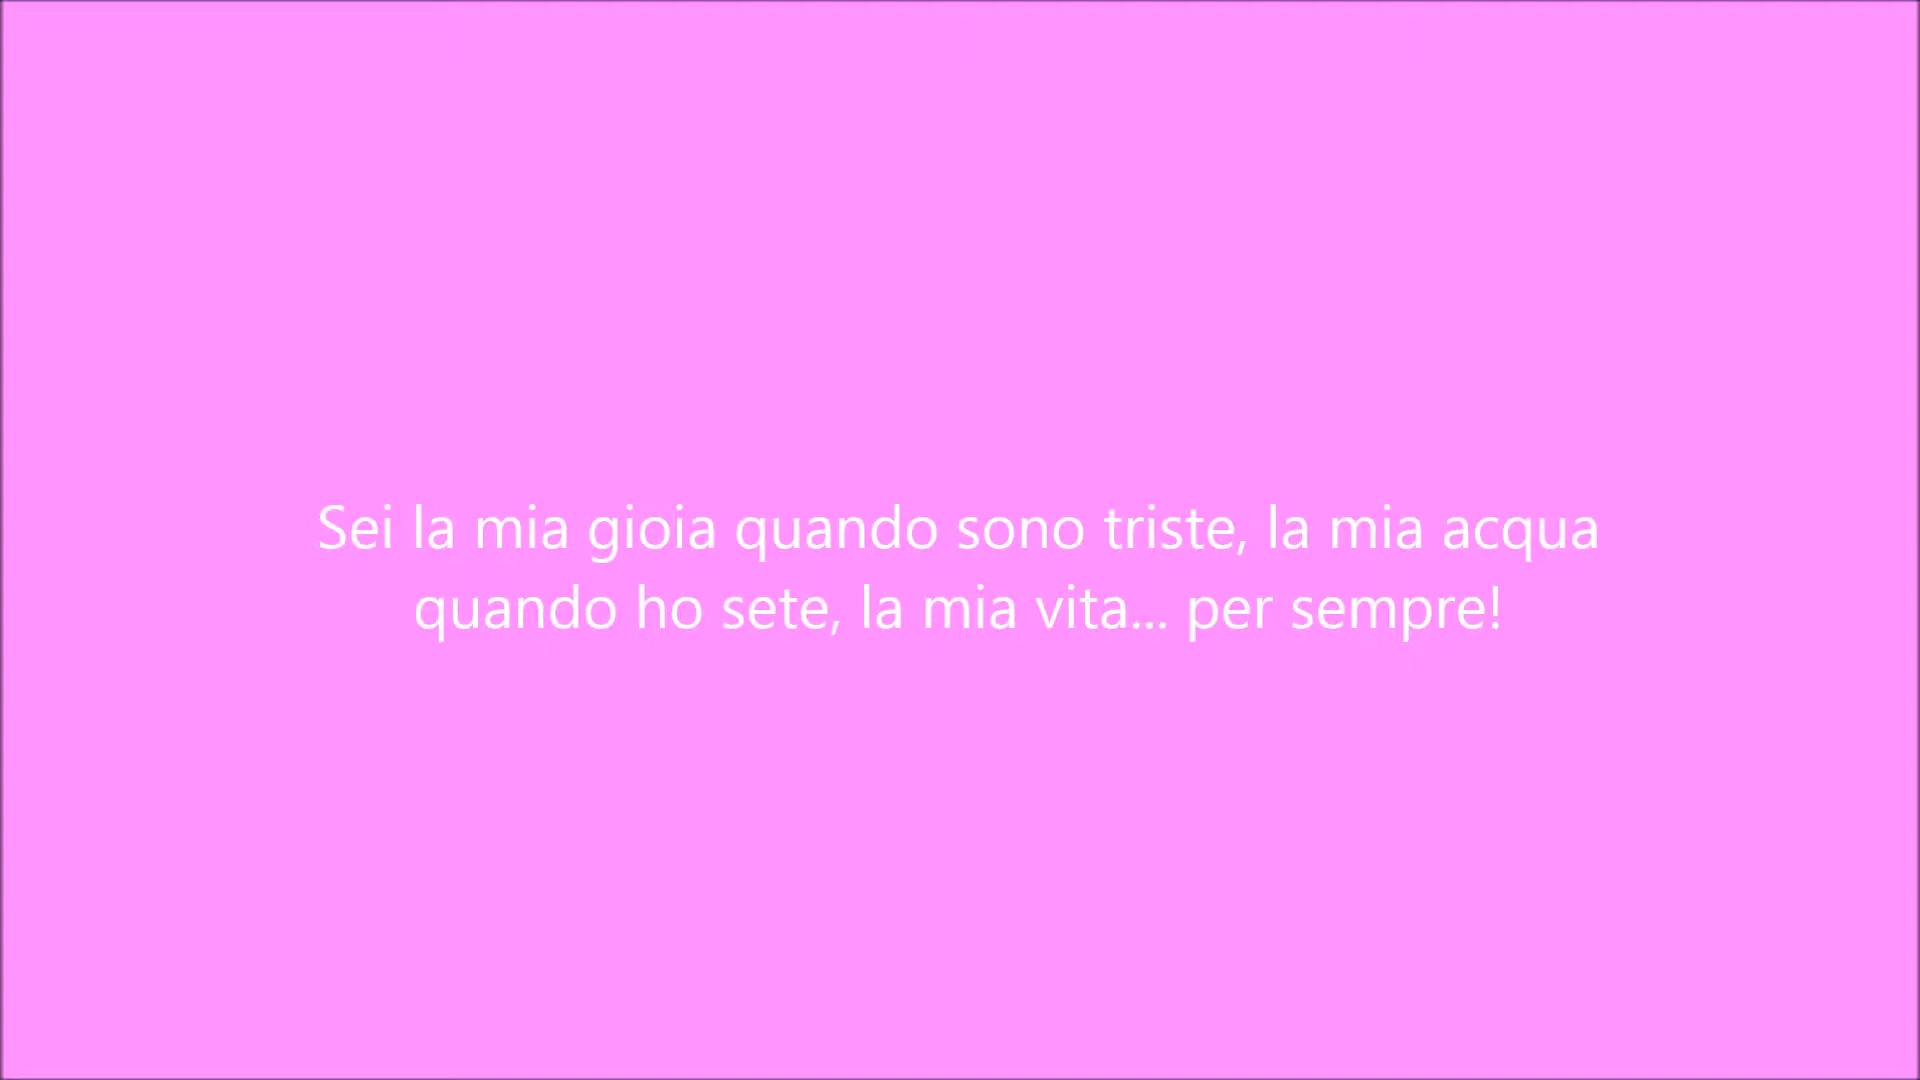 Sei la mia gioia quando sono triste, la mia acqua
quando ho sete, la mia vita... per sempre!